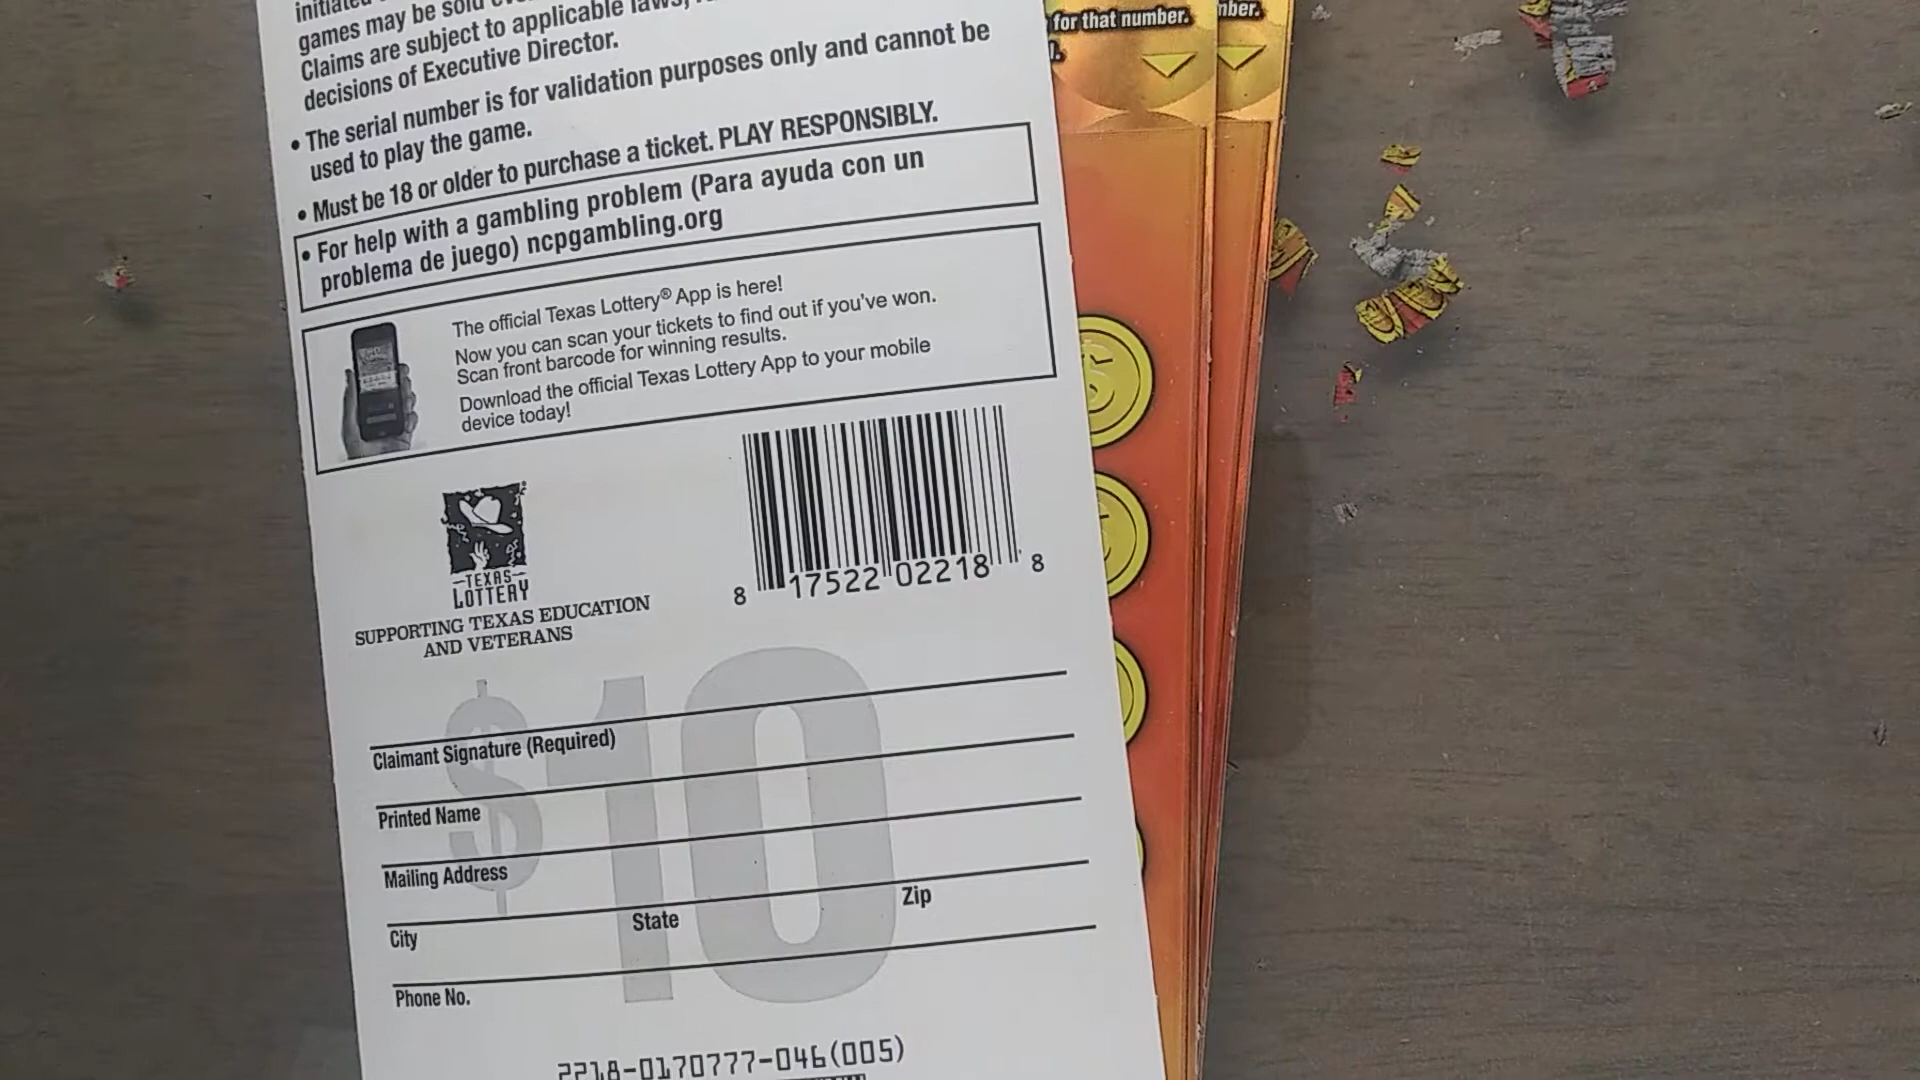 initiated
games may be sold
Claims are subject to applicable laws,
decisions of Executive Director.
• The serial number is for validation purposes only and cannot be
used to play the game.
• Must be 18 or older to purchase a ticket. PLAY RESPONSIBLY.
• For help with a gambling problem (Para ayuda con un
problema de juego) ncpgambling.org
The official Texas Lottery® App is here!
Now you can scan your tickets to find out if you've won.
Scan front barcode for winning results.
Download the official Texas Lottery App to your mobile
device today!
TEXAS
LOTTERY
SUPPORTING TEXAS EDUCATION
AND VETERANS
8 17522 02218 8
$10
Claimant Signature (Required)
Printed Name
Mailing Address
City State Zip
Phone No.
2218-0170777-046(005)
for that number.
mber.